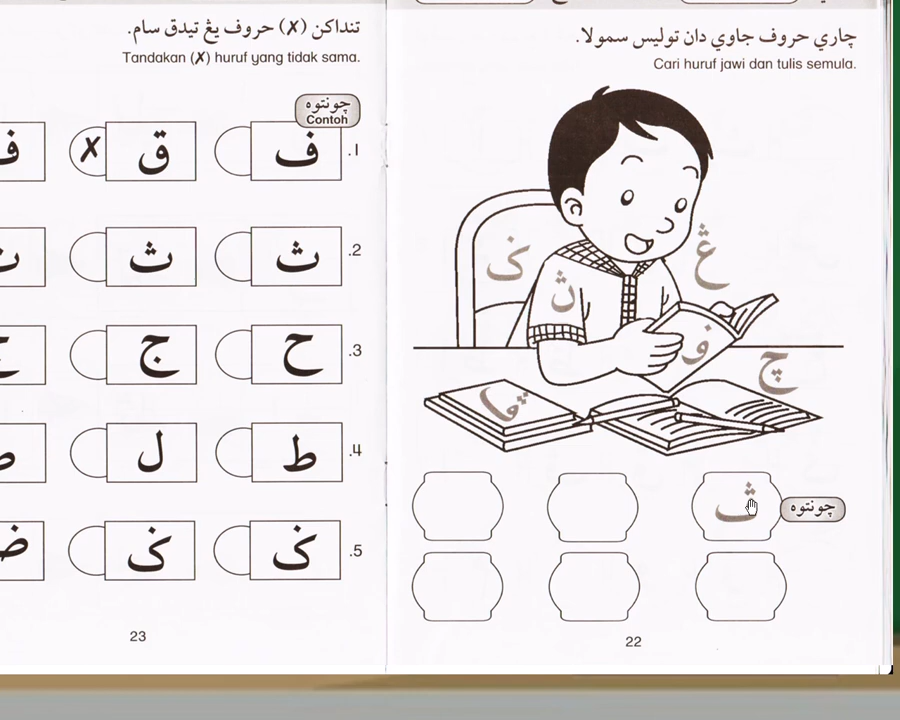 چاري حروف جاوي دان توليس سمولا.
Cari huruf jawi dan tulis semula.
ڠ
ݢ
ڽ
ۏ
چ
ڤ
ڤ چونتوه
22
تنداكن (✗) حروف يڠ تيدق سام.
Tandakan (✗) huruf yang tidak sama.
چونتوه
Contoh
1. ف ق ✗ ف
2. ث ث
3. ح ج
4. ط ل
5. ݢ ݢ ض
23